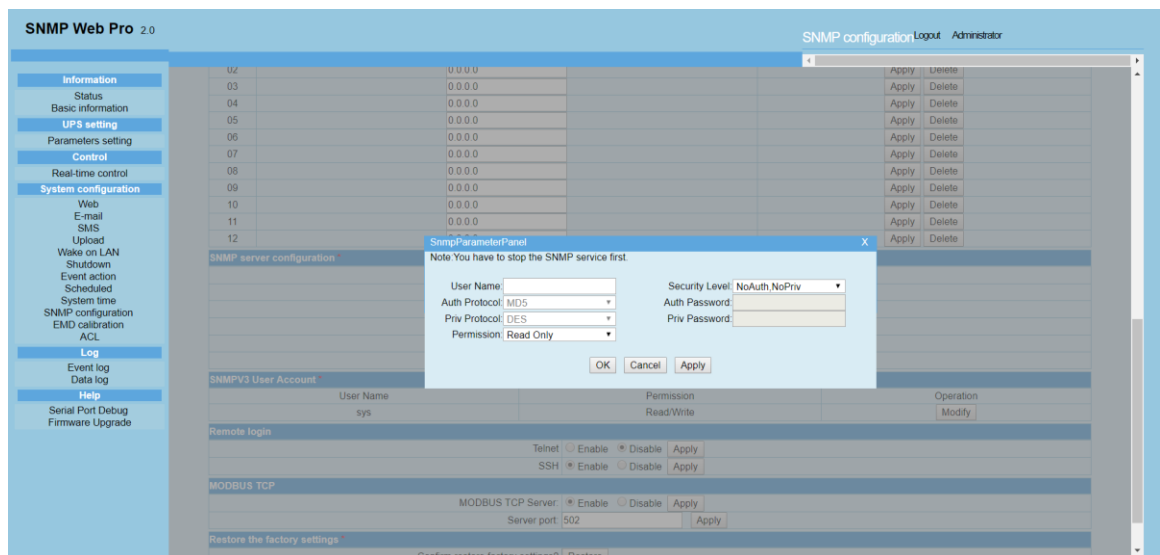 SNMP Web Pro 2.0
SNMP configuration Logout Administrator
Information
Status
Basic information
UPS setting
Parameters setting
Control
Real-time control
System configuration
Web
E-mail
SMS
Upload
Wake on LAN
Shutdown
Event action
Scheduled
System time
SNMP configuration
EMD calibration
ACL
Log
Event log
Data log
Help
Serial Port Debug
Firmware Upgrade
02 0.0.0.0 Apply Delete
03 0.0.0.0 Apply Delete
04 0.0.0.0 Apply Delete
05 0.0.0.0 Apply Delete
06 0.0.0.0 Apply Delete
07 0.0.0.0 Apply Delete
08 0.0.0.0 Apply Delete
09 0.0.0.0 Apply Delete
10 0.0.0.0 Apply Delete
11 0.0.0.0 Apply Delete
12 Apply Delete
SNMP server configuration *
SnmpParameterPanel X
Note:You have to stop the SNMP service first.
User Name: Security Level: NoAuth,NoPriv
Auth Protocol: MD5 Auth Password:
Priv Protocol: DES Priv Password:
Permission: Read Only
OK Cancel Apply
SNMPV3 User Account *
User Name Permission Operation
sys Read/Write Modify
Remote login
Telnet Enable Disable Apply
SSH Enable Disable Apply
MODBUS TCP
MODBUS TCP Server: Enable Disable Apply
Server port: 502 Apply
Restore the factory settings *
Confirm restore factory settings? Restore